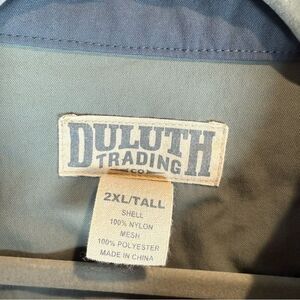 DULUTH
TRADING
CO
2XL/TALL
SHELL
100% NYLON
MESH
100% POLYESTER
MADE IN CHINA